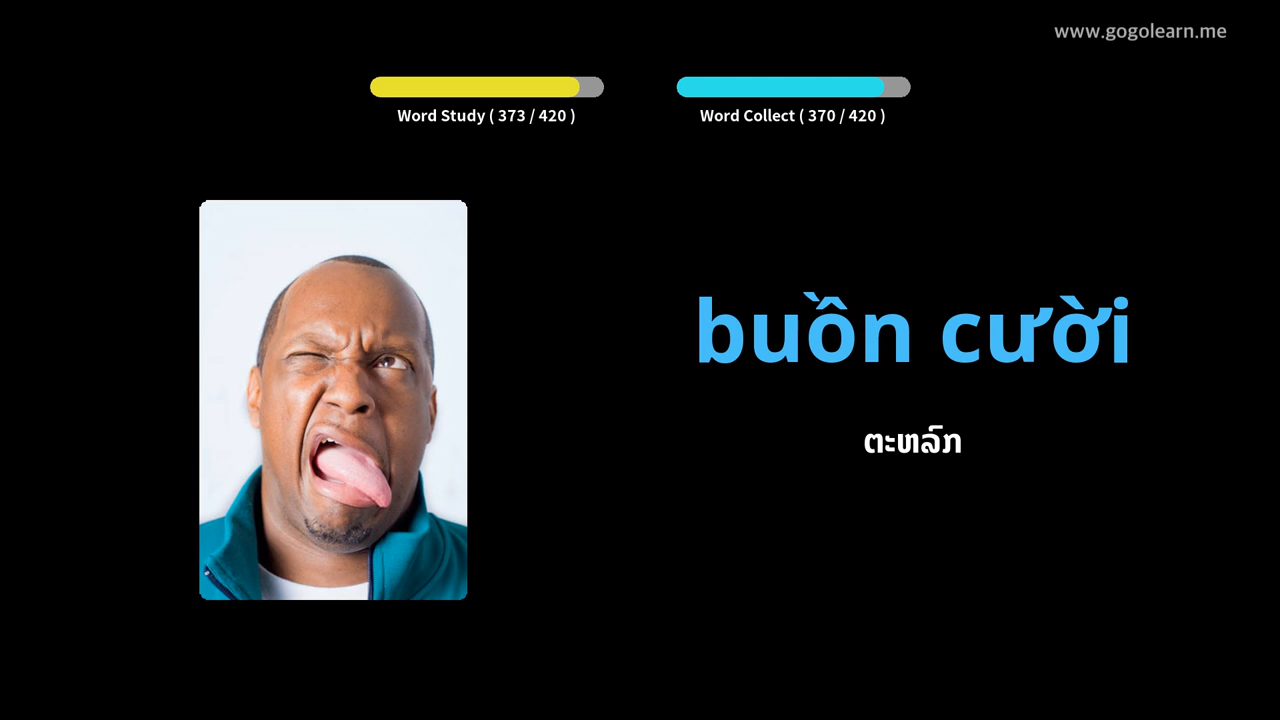 www.gogolearn.me
Word Study ( 373 / 420 )
Word Collect ( 370 / 420 )
buồn cười
ຕະຫລົກ